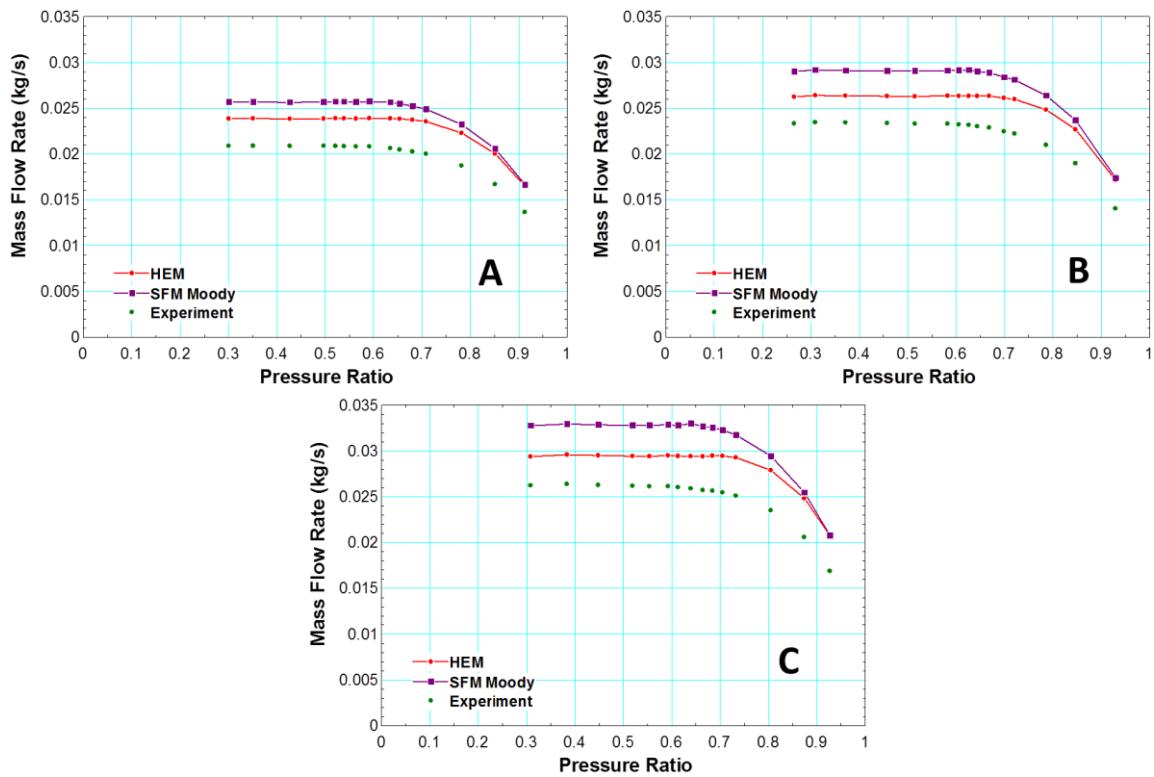 0.035
0.03
0.025
0.02
0.015
0.01
0.005
0
Mass Flow Rate (kg/s)
HEM
SFM Moody
Experiment
A
0 0.1 0.2 0.3 0.4 0.5 0.6 0.7 0.8 0.9 1
Pressure Ratio
0.035
0.03
0.025
0.02
0.015
0.01
0.005
0
Mass Flow Rate (kg/s)
HEM
SFM Moody
Experiment
B
0 0.1 0.2 0.3 0.4 0.5 0.6 0.7 0.8 0.9 1
Pressure Ratio
0.035
0.03
0.025
0.02
0.015
0.01
0.005
0
Mass Flow Rate (kg/s)
HEM
SFM Moody
Experiment
C
0 0.1 0.2 0.3 0.4 0.5 0.6 0.7 0.8 0.9 1
Pressure Ratio